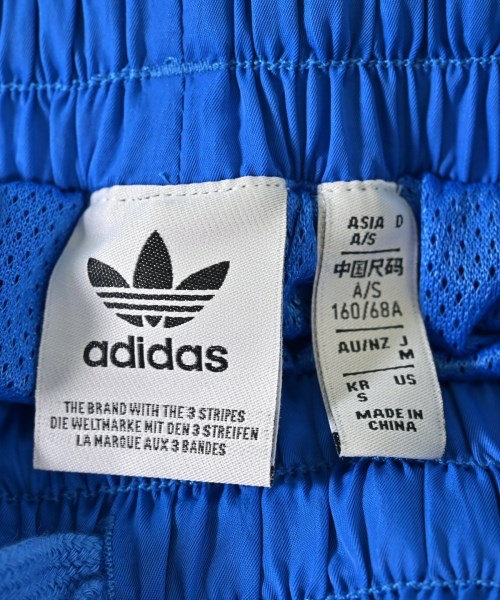 adidas
THE BRAND WITH THE 3 STRIPES
DIE WELTMARKE MIT DEN 3 STREIFEN
LA MARQUE AUX 3 BANDES
ASIA D
A/S
中国尺码
A/S
160/68A
AU/NZ J
M
KR US
S
MADE IN
CHINA